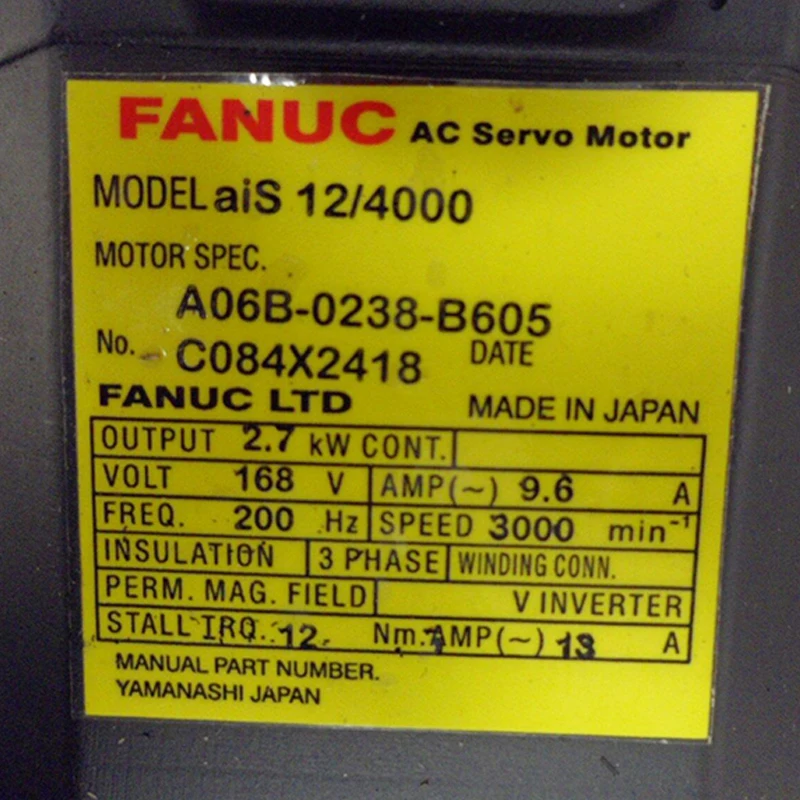 FANUC AC Servo Motor
MODEL aiS 12/4000
MOTOR SPEC.
A06B-0238-B605
No. C084X2418 DATE
FANUC LTD MADE IN JAPAN
OUTPUT 2.7 kW CONT.
VOLT 168 V AMP(~) 9.6 A
FREQ. 200 Hz SPEED 3000 min⁻¹
INSULATION 3 PHASE WINDING CONN.
PERM. MAG. FIELD V INVERTER
STALL TRQ. 12 Nm. AMP(~) 13 A
MANUAL PART NUMBER.
YAMANASHI JAPAN